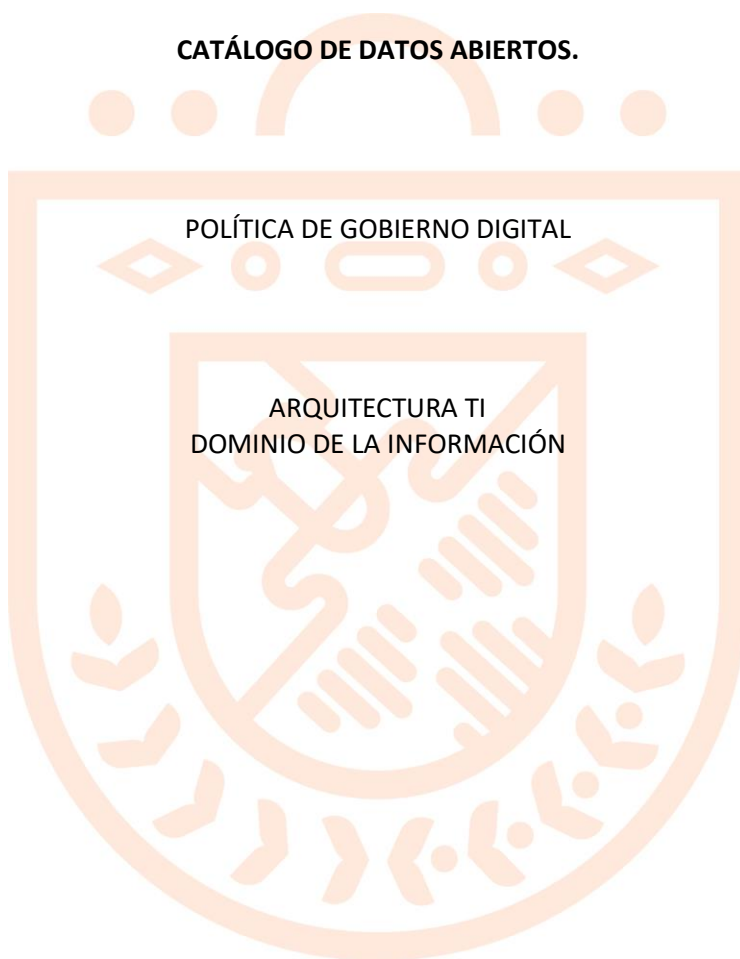 CATÁLOGO DE DATOS ABIERTOS.
POLÍTICA DE GOBIERNO DIGITAL
ARQUITECTURA TI
DOMINIO DE LA INFORMACIÓN